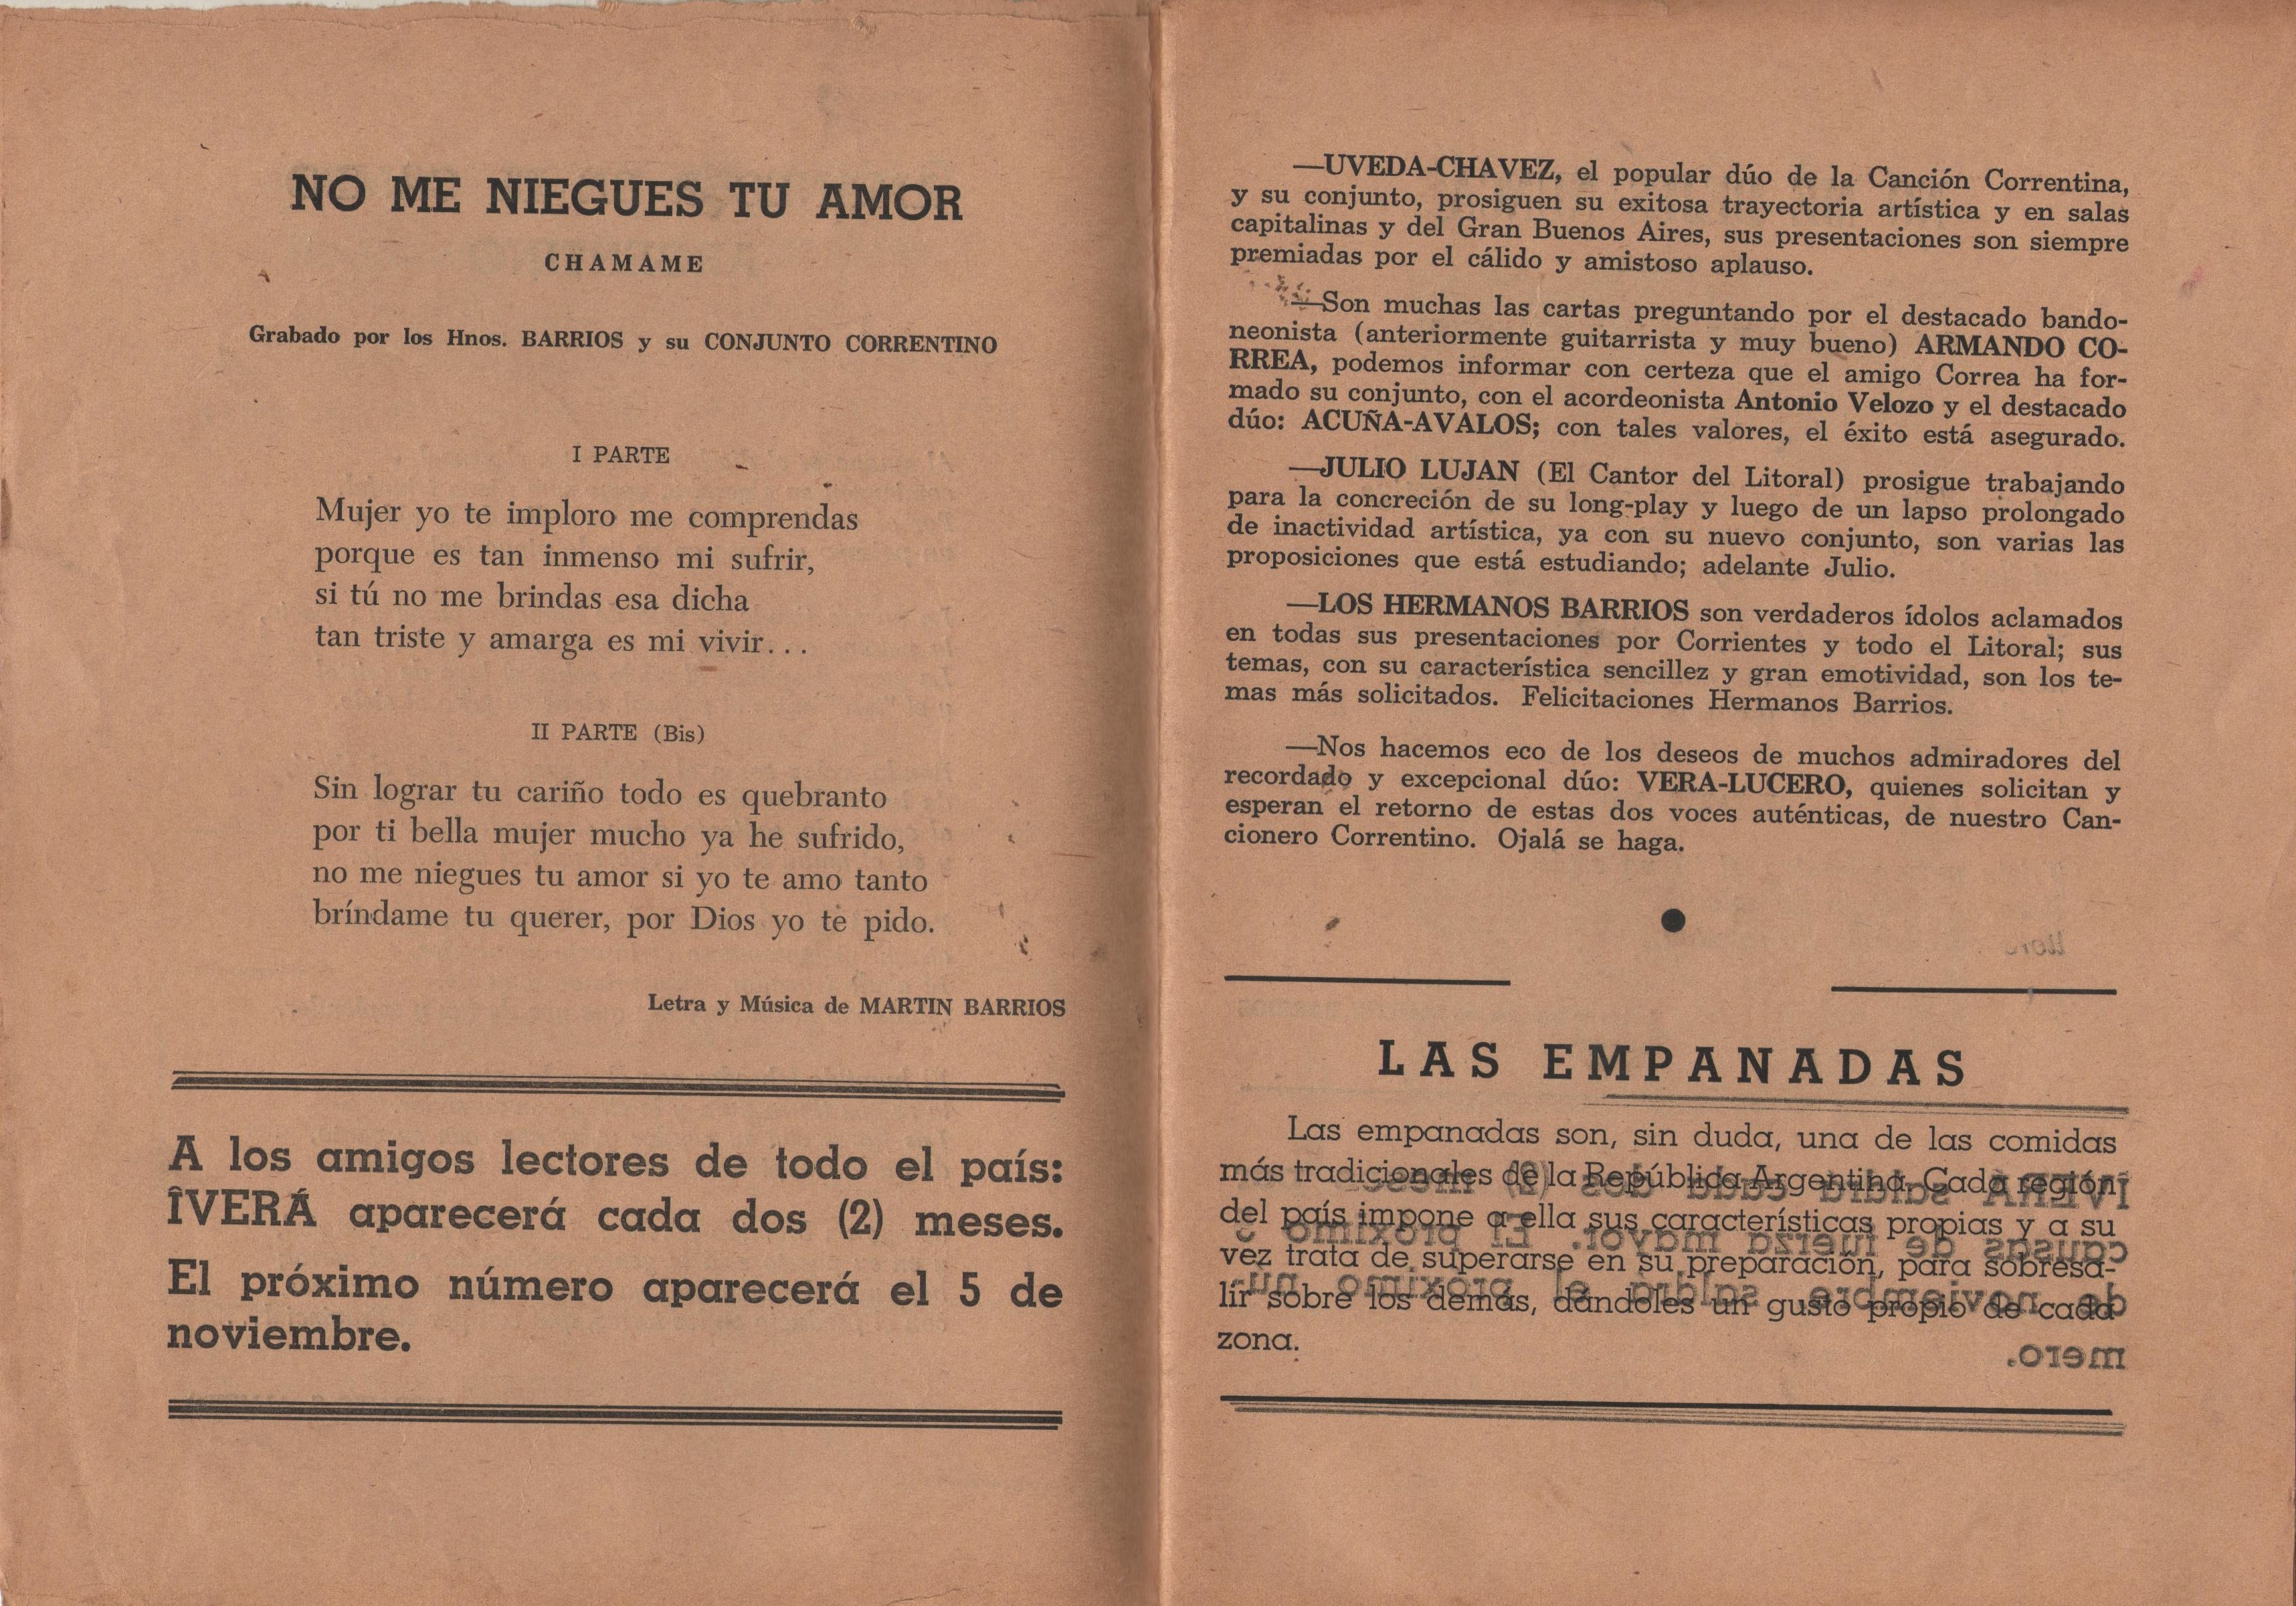 NO ME NIEGUES TU AMOR
CHAMAME
Grabado por los Hnos. BARRIOS y su CONJUNTO CORRENTINO
I PARTE
Mujer yo te imploro me comprendas
porque es tan inmenso mi sufrir,
si tú no me brindas esa dicha
tan triste y amarga es mi vivir...
II PARTE (Bis)
Sin lograr tu cariño todo es quebranto
por ti bella mujer mucho ya he sufrido,
no me niegues tu amor si yo te amo tanto
bríndame tu querer, por Dios yo te pido.
Letra y Música de MARTIN BARRIOS
A los amigos lectores de todo el país:
ÎVERÁ aparecerá cada dos (2) meses.
El próximo número aparecerá el 5 de
noviembre.
—UVEDA-CHAVEZ, el popular dúo de la Canción Correntina,
y su conjunto, prosiguen su exitosa trayectoria artística y en salas
capitalinas y del Gran Buenos Aires, sus presentaciones son siempre
premiadas por el cálido y amistoso aplauso.
—Son muchas las cartas preguntando por el destacado bando-
neonista (anteriormente guitarrista y muy bueno) ARMANDO CO-
RREA, podemos informar con certeza que el amigo Correa ha for-
mado su conjunto, con el acordeonista Antonio Velozo y el destacado
dúo: ACUÑA-AVALOS; con tales valores, el éxito está asegurado.
—JULIO LUJAN (El Cantor del Litoral) prosigue trabajando
para la concreción de su long-play y luego de un lapso prolongado
de inactividad artística, ya con su nuevo conjunto, son varias las
proposiciones que está estudiando; adelante Julio.
—LOS HERMANOS BARRIOS son verdaderos ídolos aclamados
en todas sus presentaciones por Corrientes y todo el Litoral; sus
temas, con su característica sencillez y gran emotividad, son los te-
mas más solicitados. Felicitaciones Hermanos Barrios.
—Nos hacemos eco de los deseos de muchos admiradores del
recordado y excepcional dúo: VERA-LUCERO, quienes solicitan y
esperan el retorno de estas dos voces auténticas, de nuestro Can-
cionero Correntino. Ojalá se haga.
LAS EMPANADAS
Las empanadas son, sin duda, una de las comidas
más tradicionales de la República Argentina. Cada región
del país impone a ella sus características propias y a su
vez trata de superarse en su preparación, para sobresa-
lir sobre los demás, dándoles un gusto propio de cada
zona.